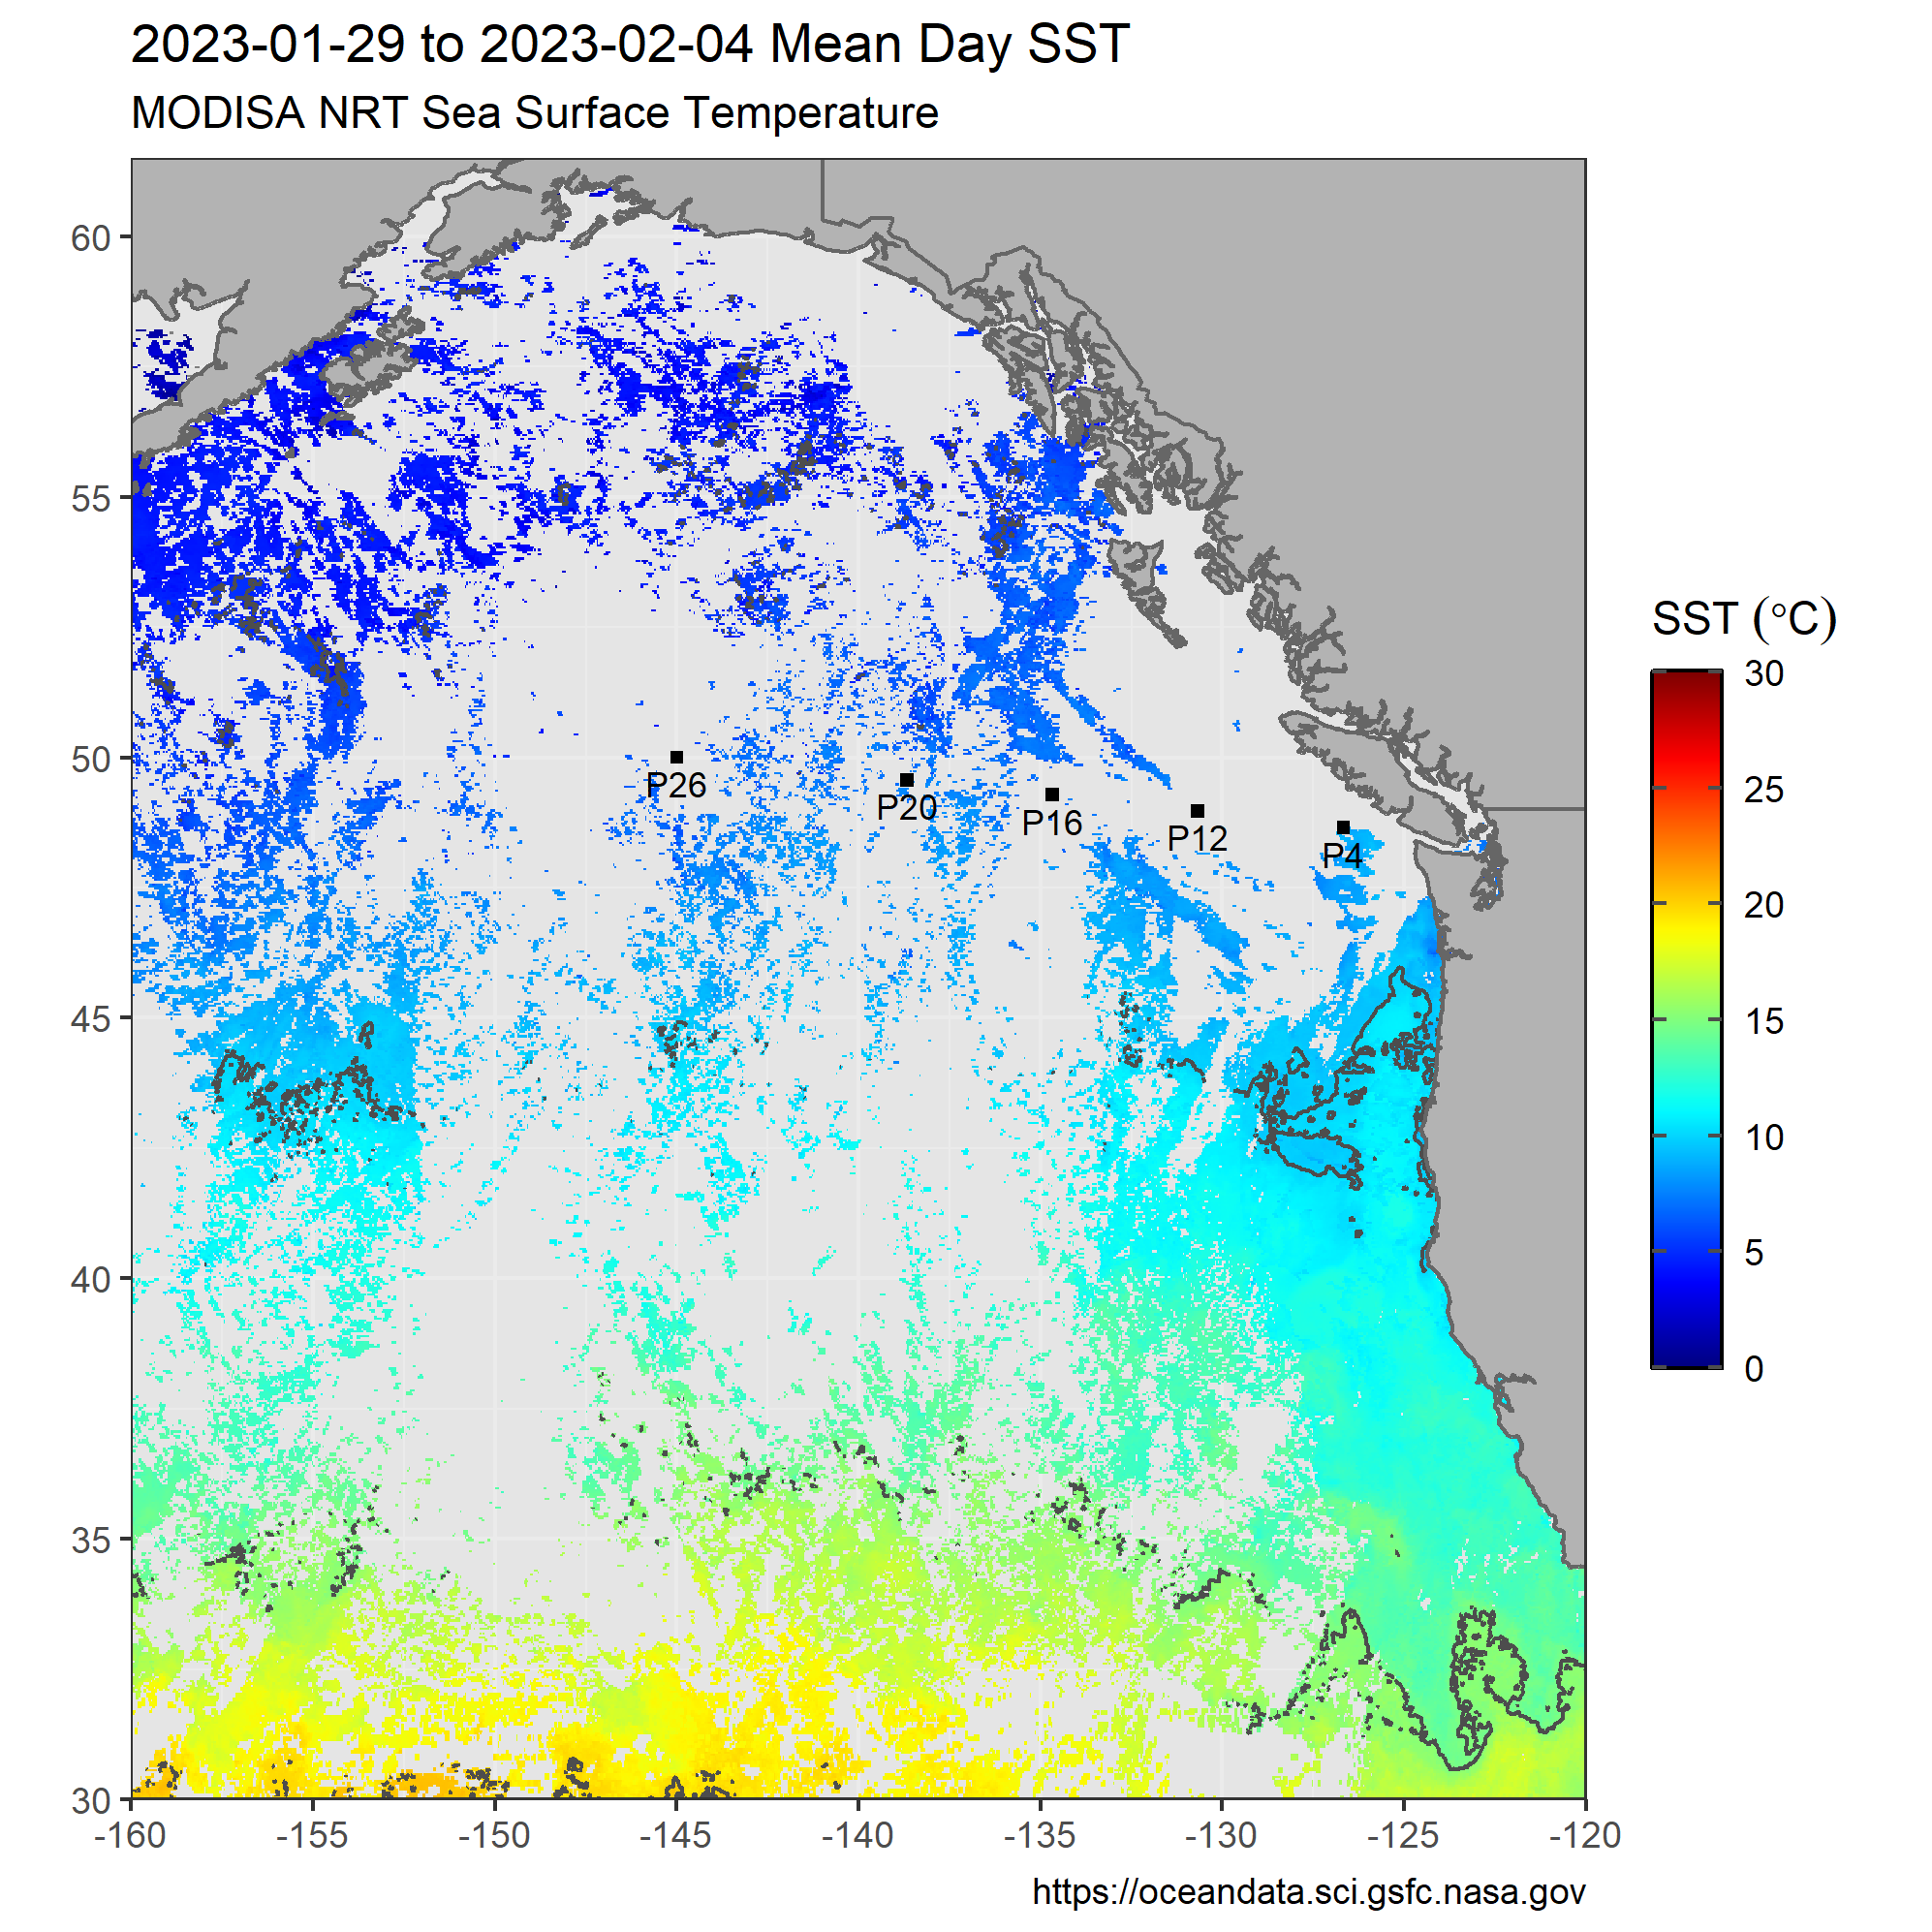 2023-01-29 to 2023-02-04 Mean Day SST
MODISA NRT Sea Surface Temperature
60
55
50
45
40
35
30
-160
-155
-150
-145
-140
-135
-130
-125
-120
P26
P20
P16
P12
P4
SST (°C)
30
25
20
15
10
5
0
https://oceandata.sci.gsfc.nasa.gov